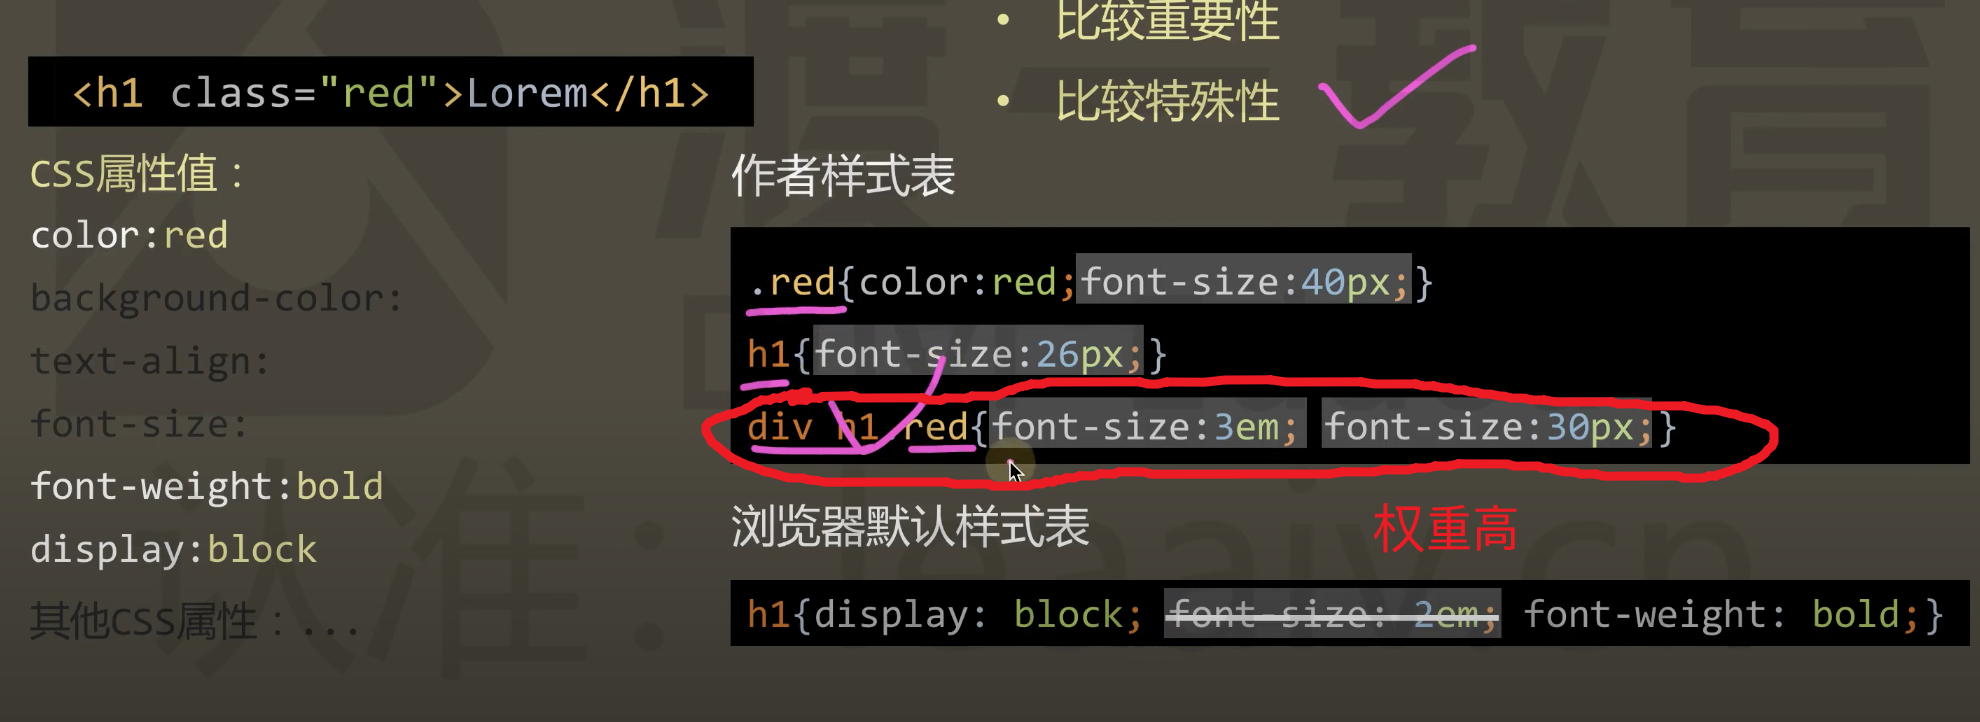 • 比较重要性
<h1 class="red">Lorem</h1>
• 比较特殊性
CSS属性值：
作者样式表
color:red
background-color:
.red{color:red;font-size:40px;}
text-align:
h1{font-size:26px;}
font-size:
div h1.red{font-size:3em; font-size:30px;}
font-weight:bold
浏览器默认样式表
权重高
display:block
其他CSS属性：...
h1{display: block; font-size: 2em; font-weight: bold;}